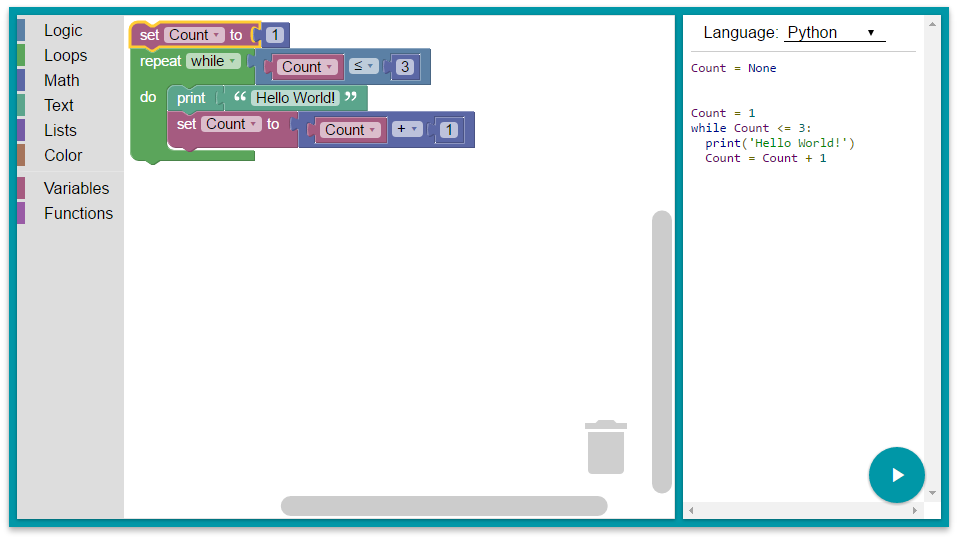 Logic
Loops
Math
Text
Lists
Color
Variables
Functions
set Count ▾ to 1
repeat while ▾ Count ▾ ≤ ▾ 3
do print “ Hello World! ”
set Count ▾ to Count ▾ + ▾ 1
Language: Python ▼
Count = None
Count = 1
while Count <= 3:
  print('Hello World!')
  Count = Count + 1